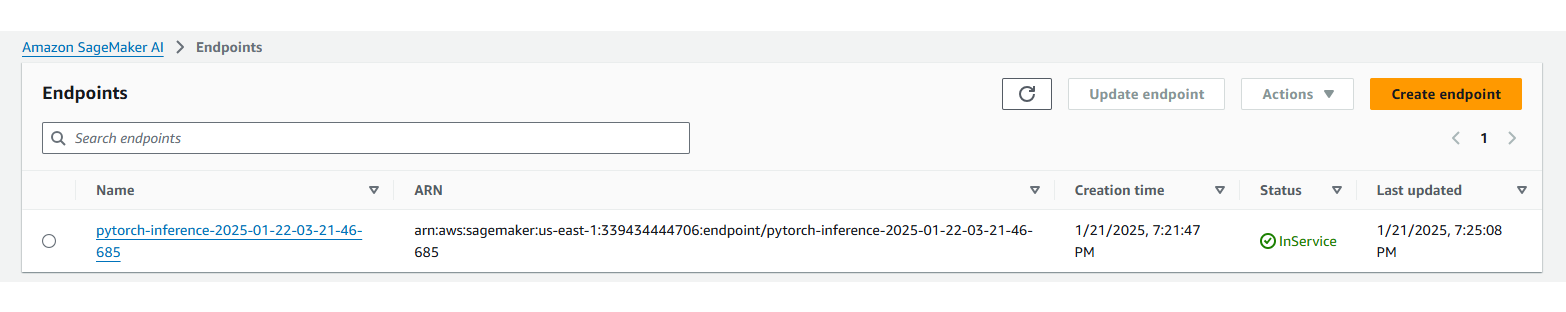 Amazon SageMaker AI > Endpoints
Endpoints
Update endpoint
Actions
Create endpoint
Search endpoints
1
Name ARN Creation time Status Last updated
pytorch-inference-2025-01-22-03-21-46- arn:aws:sagemaker:us-east-1:339434444706:endpoint/pytorch-inference-2025-01-22-03-21-46- 1/21/2025, 7:21:47 InService 1/21/2025, 7:25:08
685 685 PM PM